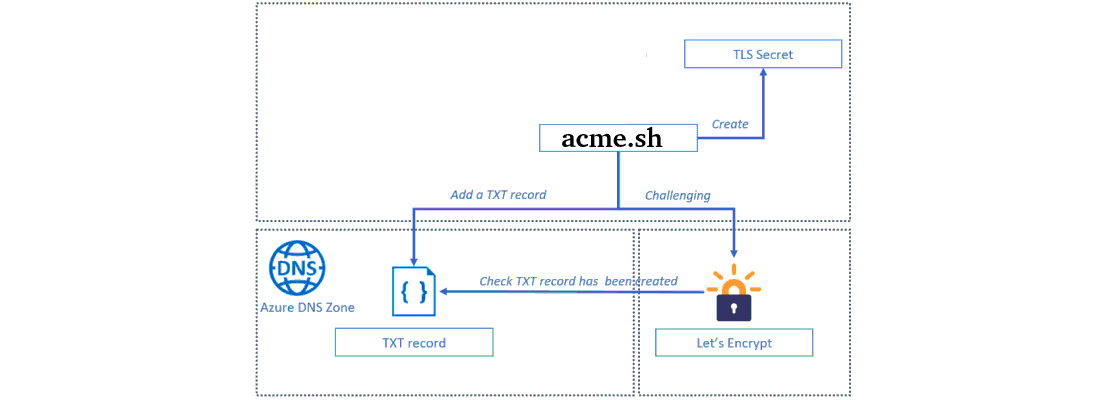 TLS Secret
Create
acme.sh
Add a TXT record
Challenging
DNS
Azure DNS Zone
{ }
Check TXT record has been created
TXT record
Let's Encrypt